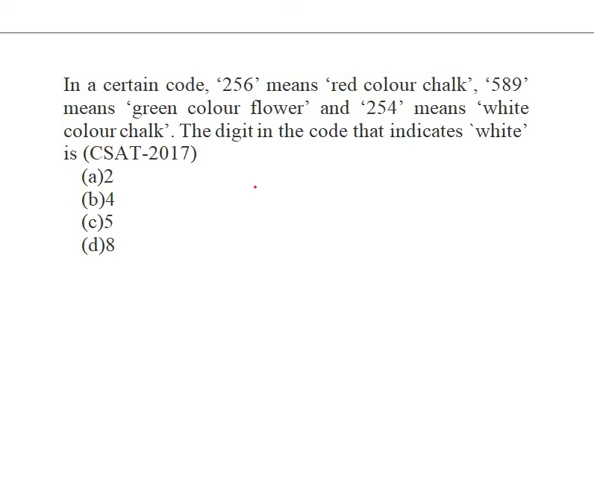 In a certain code, ‘256’ means ‘red colour chalk’, ‘589’
means ‘green colour flower’ and ‘254’ means ‘white
colour chalk’. The digit in the code that indicates `white’
is (CSAT-2017)
(a)2
(b)4
(c)5
(d)8